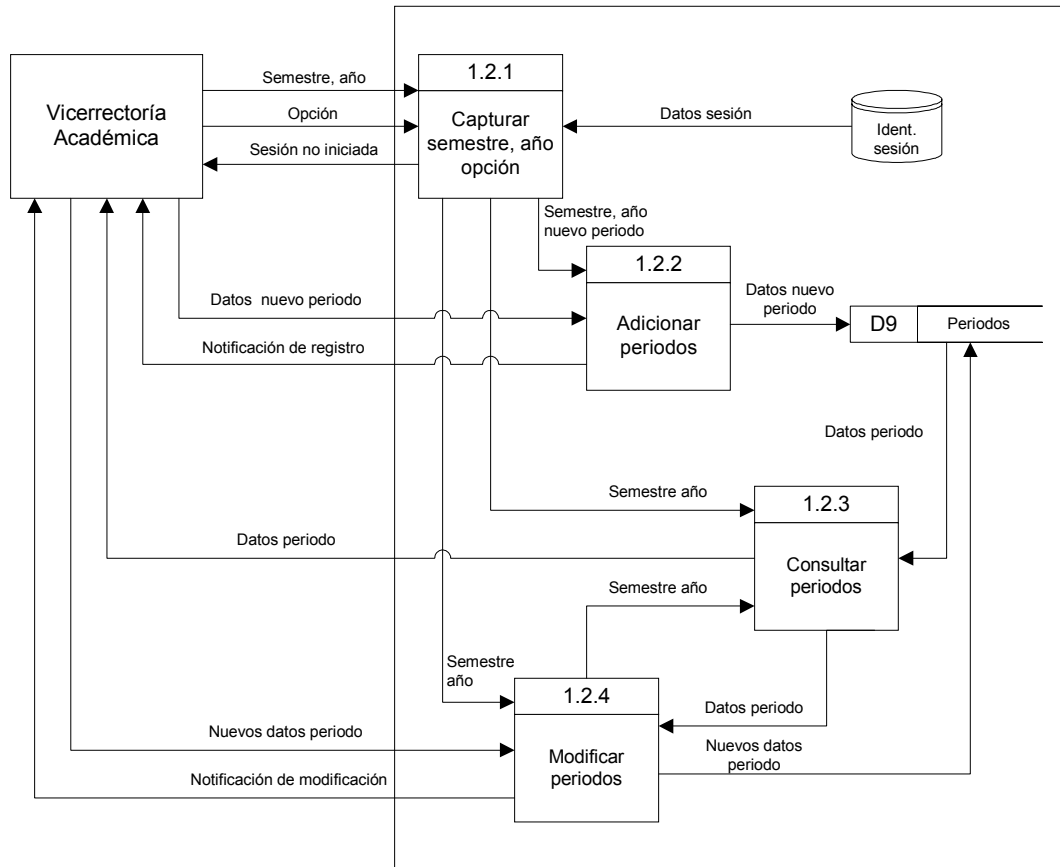 Vicerrectoría
Académica
Semestre, año
Opción
Sesión no iniciada
1.2.1
Capturar
semestre, año
opción
Datos sesión
Ident.
sesión
Semestre, año
nuevo periodo
1.2.2
Adicionar
periodos
Datos nuevo periodo
Notificación de registro
Datos nuevo
periodo
D9
Periodos
Datos periodo
Semestre año
1.2.3
Consultar
periodos
Datos periodo
Semestre año
Semestre
año
1.2.4
Modificar
periodos
Datos periodo
Nuevos datos periodo
Nuevos datos
periodo
Notificación de modificación